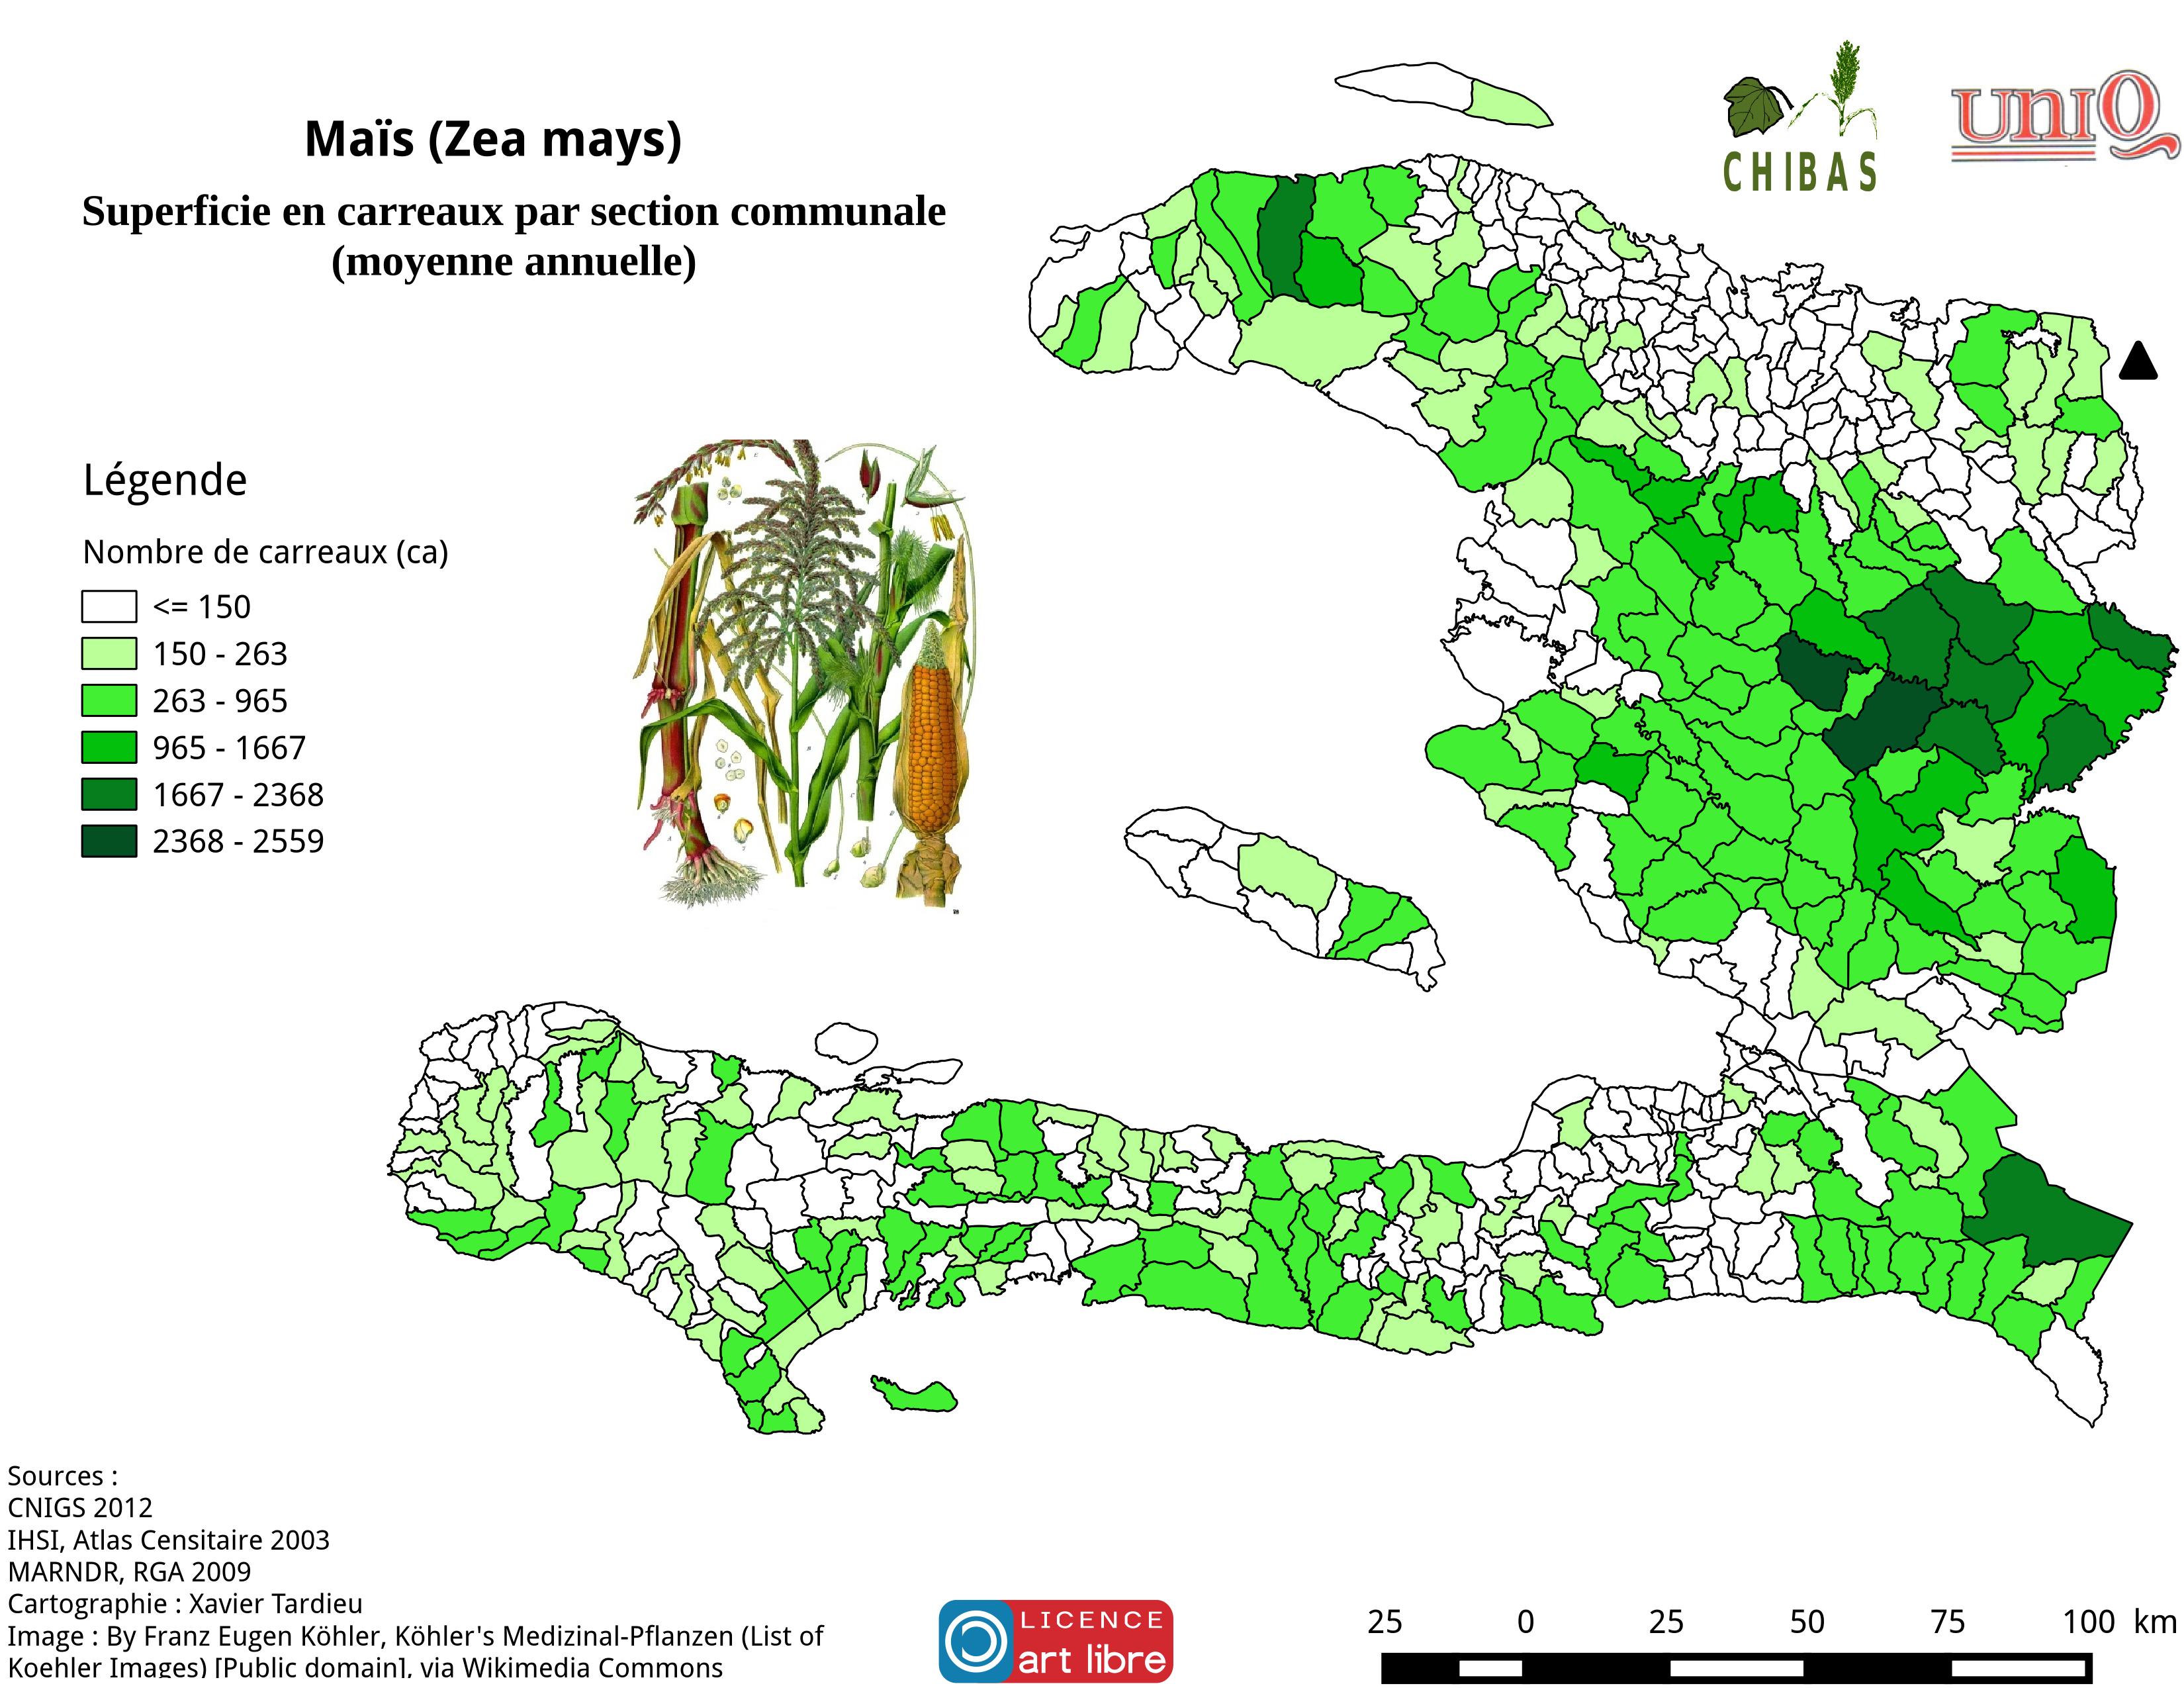 Maïs (Zea mays)
Superficie en carreaux par section communale
(moyenne annuelle)
CHIBAS
UNIQ
Légende
Nombre de carreaux (ca)
<= 150
150 - 263
263 - 965
965 - 1667
1667 - 2368
2368 - 2559
Sources :
CNIGS 2012
IHSI, Atlas Censitaire 2003
MARNDR, RGA 2009
Cartographie : Xavier Tardieu
Image : By Franz Eugen Köhler, Köhler's Medizinal-Pflanzen (List of
Koehler Images) [Public domain], via Wikimedia Commons
LICENCE
art libre
25 0 25 50 75 100 km